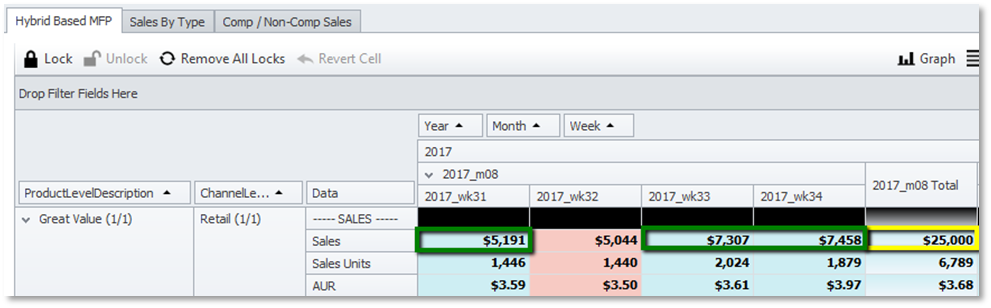 Hybrid Based MFP Sales By Type Comp / Non-Comp Sales
Lock Unlock Remove All Locks Revert Cell Graph
Drop Filter Fields Here
Year Month Week
2017
2017_m08 2017_m08 Total
ProductLevelDescription ChannelLe... Data 2017_wk31 2017_wk32 2017_wk33 2017_wk34
Great Value (1/1) Retail (1/1) ----- SALES -----
Sales $5,191 $5,044 $7,307 $7,458 $25,000
Sales Units 1,446 1,440 2,024 1,879 6,789
AUR $3.59 $3.50 $3.61 $3.97 $3.68